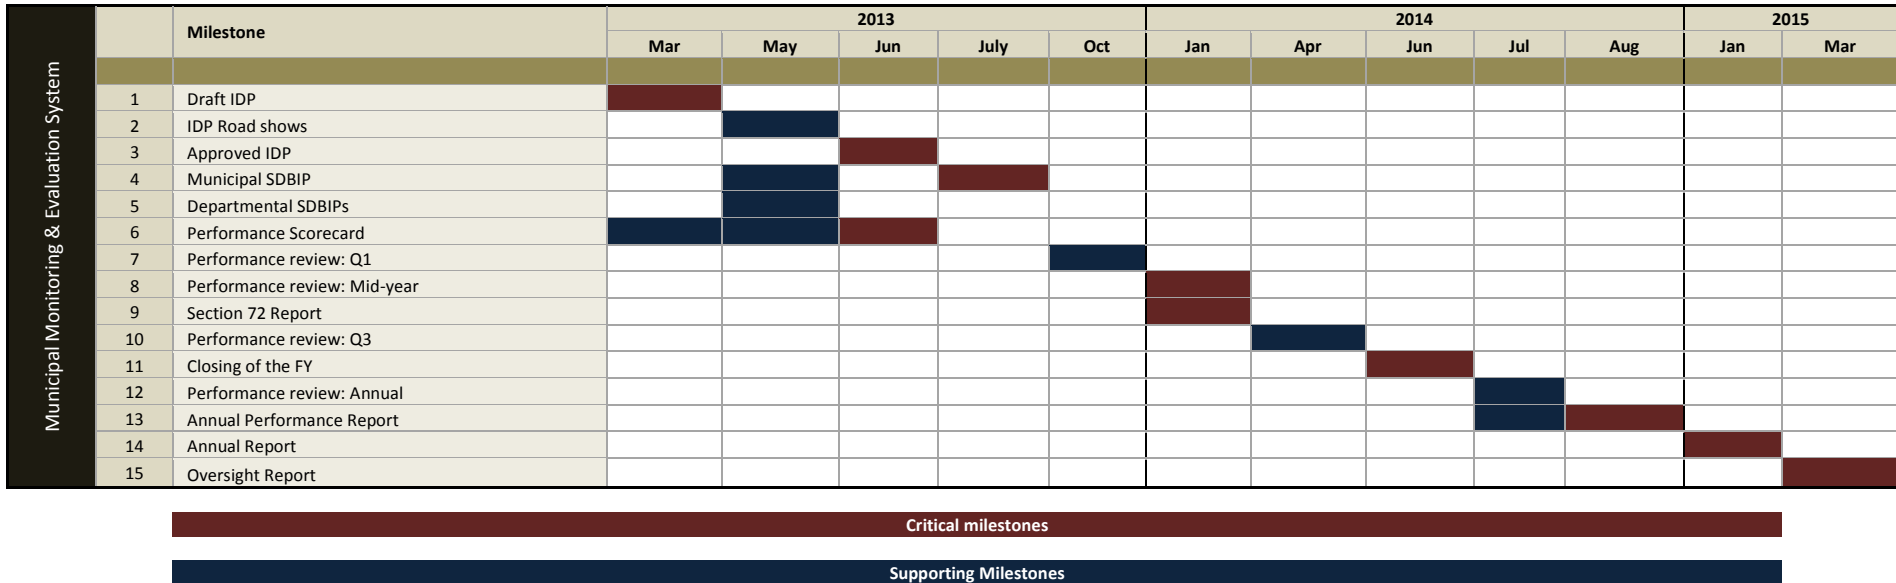 Municipal Monitoring & Evaluation System
Milestone 2013 2014 2015
Mar May Jun July Oct Jan Apr Jun Jul Aug Jan Mar
1 Draft IDP
2 IDP Road shows
3 Approved IDP
4 Municipal SDBIP
5 Departmental SDBIPs
6 Performance Scorecard
7 Performance review: Q1
8 Performance review: Mid-year
9 Section 72 Report
10 Performance review: Q3
11 Closing of the FY
12 Performance review: Annual
13 Annual Performance Report
14 Annual Report
15 Oversight Report
Critical milestones
Supporting Milestones